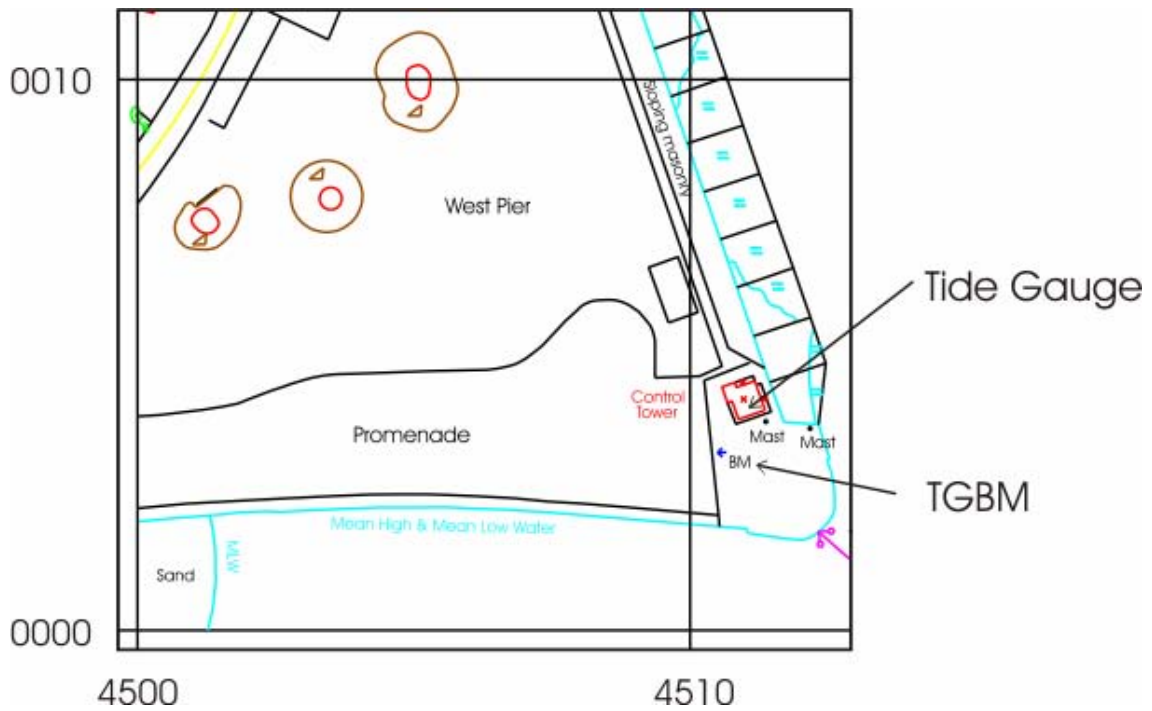 0010
Sloping masonry
West Pier
Tide Gauge
Control
Tower
Promenade
Mast
Mast
BM
TGBM
Mean High & Mean Low Water
MLW
Sand
0000
4500
4510